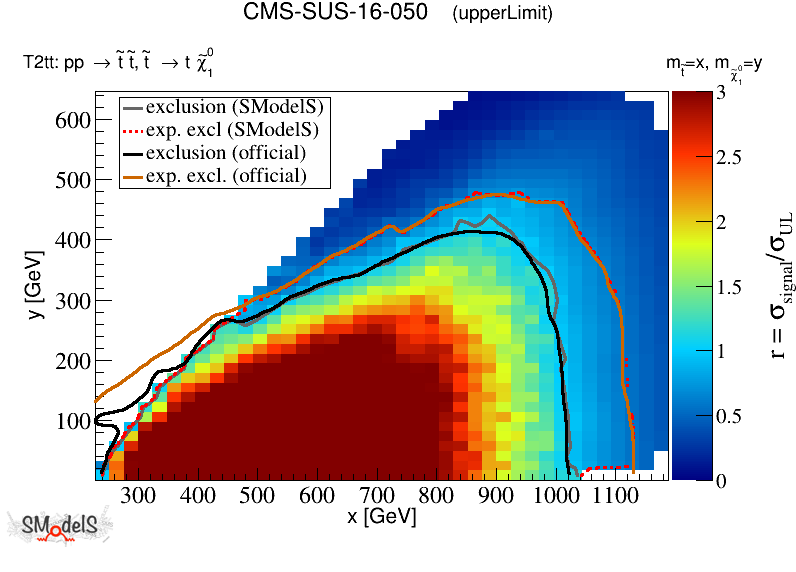 CMS-SUS-16-050 (upperLimit)
T2tt: pp → t̃ t̃, t̃ → t χ̃⁰₁
m_t̃=x, m_χ̃⁰₁=y
exclusion (SModelS)
exp. excl (SModelS)
exclusion (official)
exp. excl. (official)
600
500
400
300
200
100
y [GeV]
300 400 500 600 700 800 900 1000 1100
x [GeV]
3
2.5
2
1.5
1
0.5
0
r = σ_signal/σ_UL
SModelS